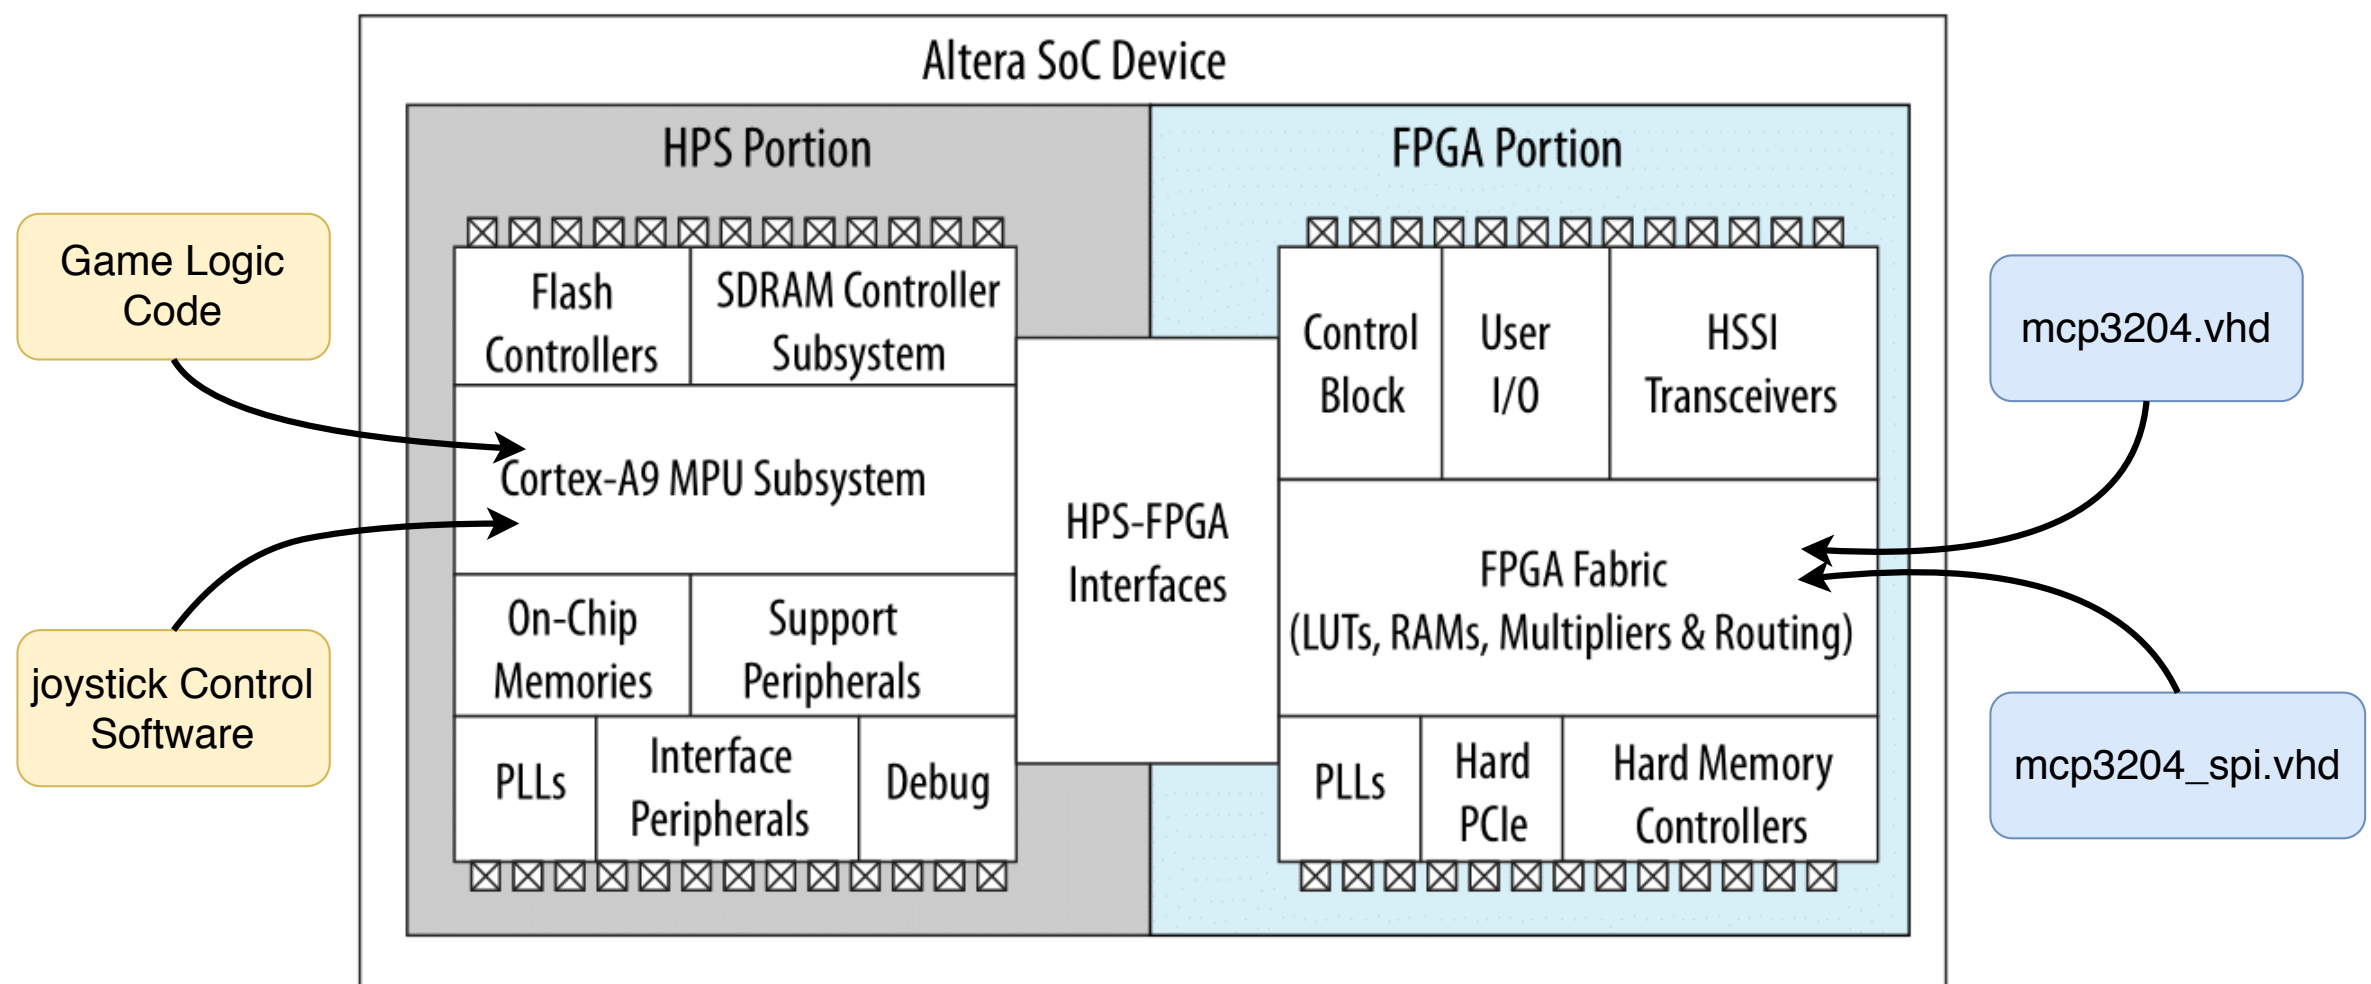 Altera SoC Device
HPS Portion
FPGA Portion
Game Logic
Code
joystick Control
Software
Flash
Controllers
SDRAM Controller
Subsystem
Cortex-A9 MPU Subsystem
On-Chip
Memories
Support
Peripherals
PLLs
Interface
Peripherals
Debug
HPS-FPGA
Interfaces
Control
Block
User
I/O
HSSI
Transceivers
FPGA Fabric
(LUTs, RAMs, Multipliers & Routing)
PLLs
Hard
PCIe
Hard Memory
Controllers
mcp3204.vhd
mcp3204_spi.vhd